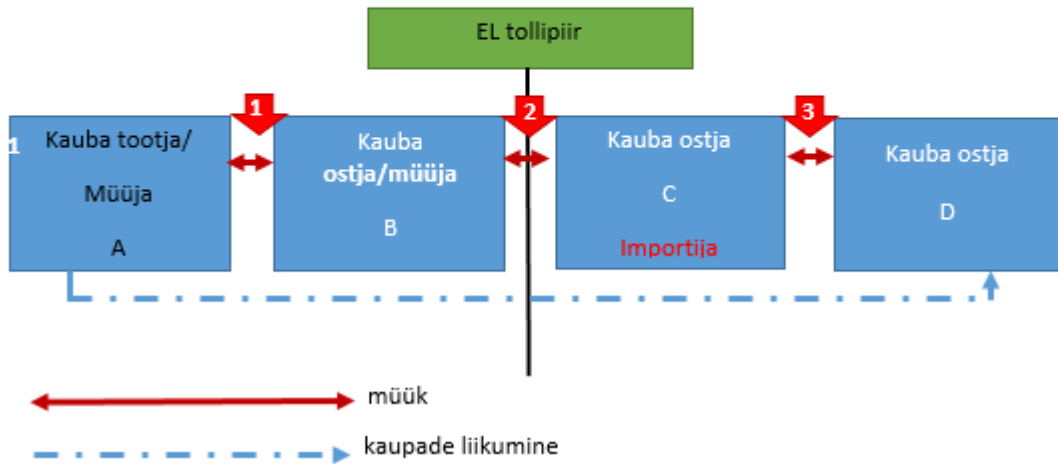 EL tollipiir
1
2
3
1
Kauba tootja/
Müüja
A
Kauba
ostja/müüja
B
Kauba ostja
C
Importija
Kauba ostja
D
müük
kaupade liikumine